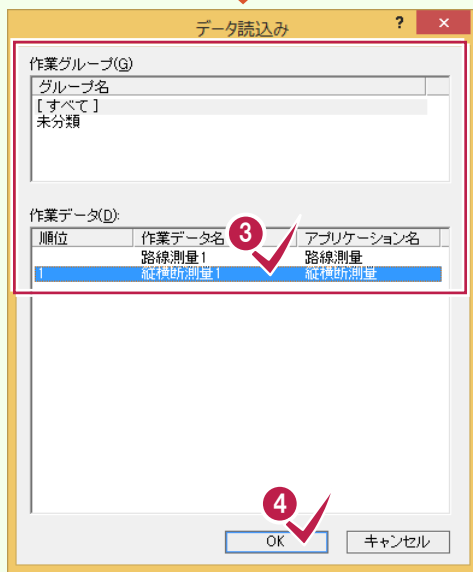 データ読込み ? ×
作業グループ(G)
グループ名
[すべて]
未分類
作業データ(D):
順位 作業データ名 アプリケーション名
路線測量1 路線測量
1 縦横断測量1 縦横断測量
3
4
OK キャンセル